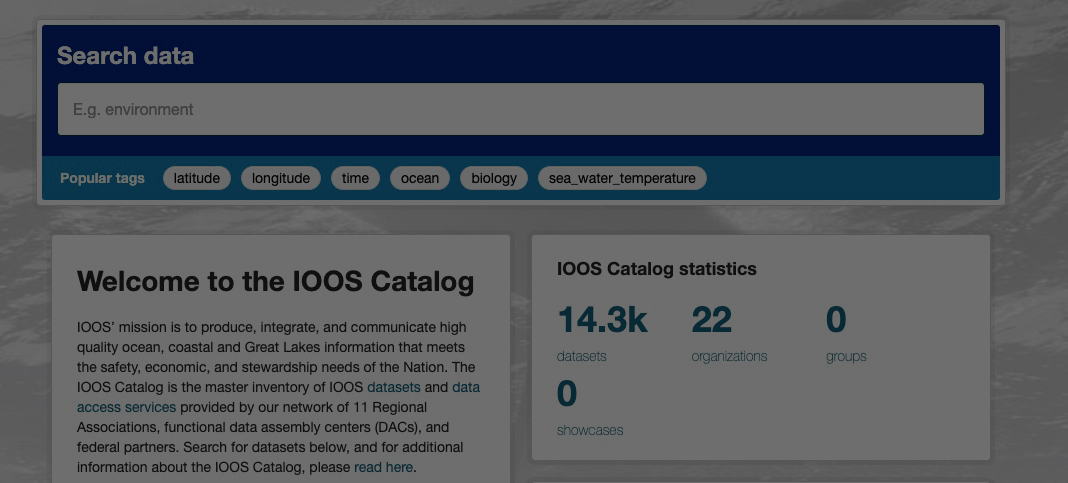 Search data
E.g. environment
Popular tags latitude longitude time ocean biology sea_water_temperature
Welcome to the IOOS Catalog
IOOS' mission is to produce, integrate, and communicate high
quality ocean, coastal and Great Lakes information that meets
the safety, economic, and stewardship needs of the Nation. The
IOOS Catalog is the master inventory of IOOS datasets and data
access services provided by our network of 11 Regional
Associations, functional data assembly centers (DACs), and
federal partners. Search for datasets below, and for additional
information about the IOOS Catalog, please read here.
IOOS Catalog statistics
14.3k 22 0
datasets organizations groups
0
showcases